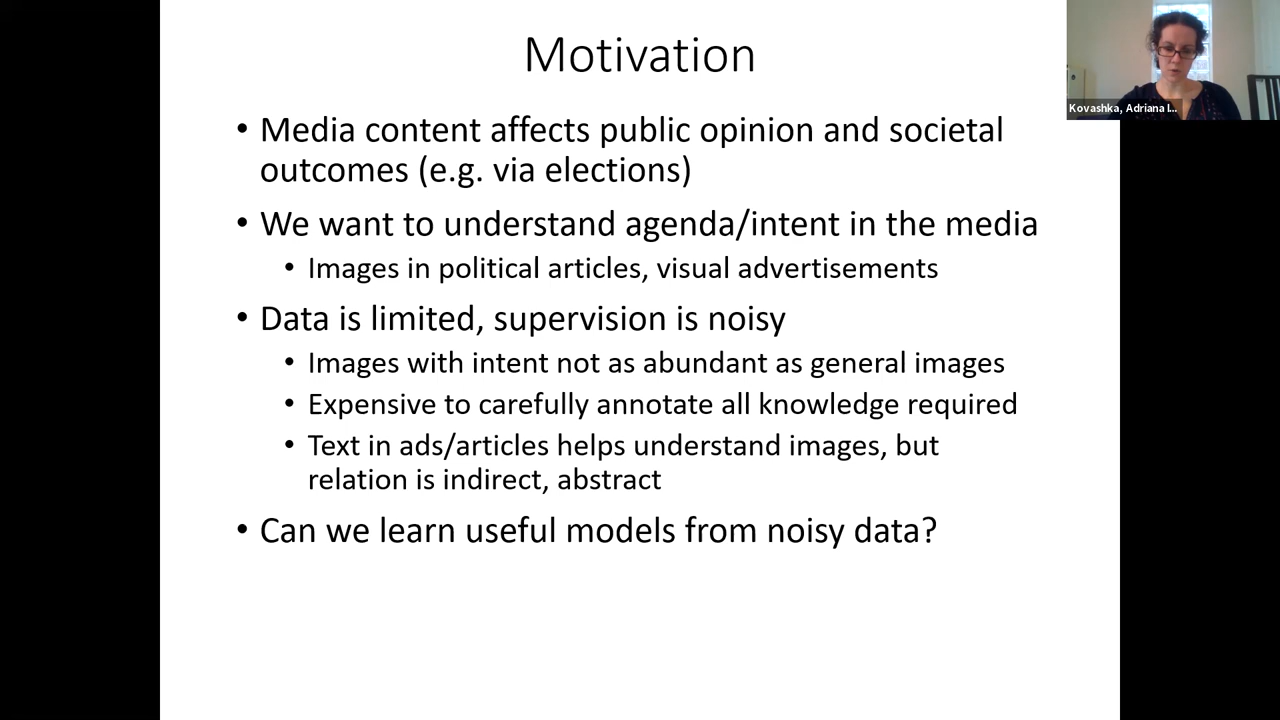 Motivation
Kovashka, Adriana I...
• Media content affects public opinion and societal
outcomes (e.g. via elections)
• We want to understand agenda/intent in the media
• Images in political articles, visual advertisements
• Data is limited, supervision is noisy
• Images with intent not as abundant as general images
• Expensive to carefully annotate all knowledge required
• Text in ads/articles helps understand images, but
relation is indirect, abstract
• Can we learn useful models from noisy data?